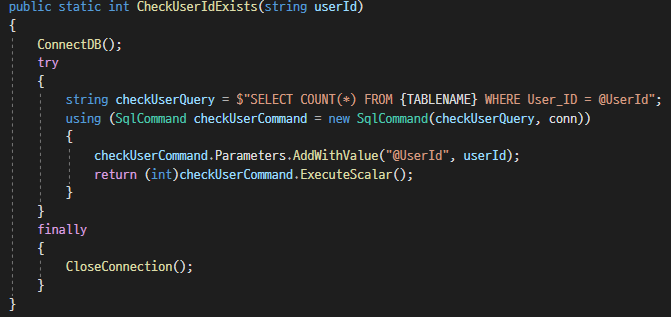 public static int CheckUserIdExists(string userId)
{
    ConnectDB();
    try
    {
        string checkUserQuery = $"SELECT COUNT(*) FROM {TABLENAME} WHERE User_ID = @UserId";
        using (SqlCommand checkUserCommand = new SqlCommand(checkUserQuery, conn))
        {
            checkUserCommand.Parameters.AddWithValue("@UserId", userId);
            return (int)checkUserCommand.ExecuteScalar();
        }
    }
    finally
    {
        CloseConnection();
    }
}